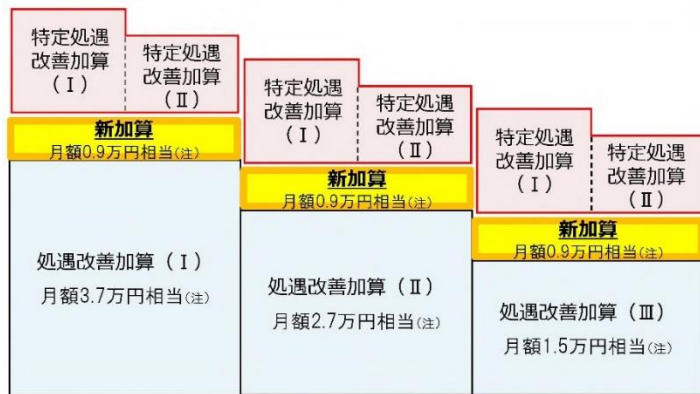 特定処遇
改善加算
(Ⅰ)
特定処遇
改善加算
(Ⅱ)
新加算
月額0.9万円相当(注)
処遇改善加算(Ⅰ)
月額3.7万円相当(注)
特定処遇
改善加算
(Ⅰ)
特定処遇
改善加算
(Ⅱ)
新加算
月額0.9万円相当(注)
処遇改善加算(Ⅱ)
月額2.7万円相当(注)
特定処遇
改善加算
(Ⅰ)
特定処遇
改善加算
(Ⅱ)
新加算
月額0.9万円相当(注)
処遇改善加算(Ⅲ)
月額1.5万円相当(注)